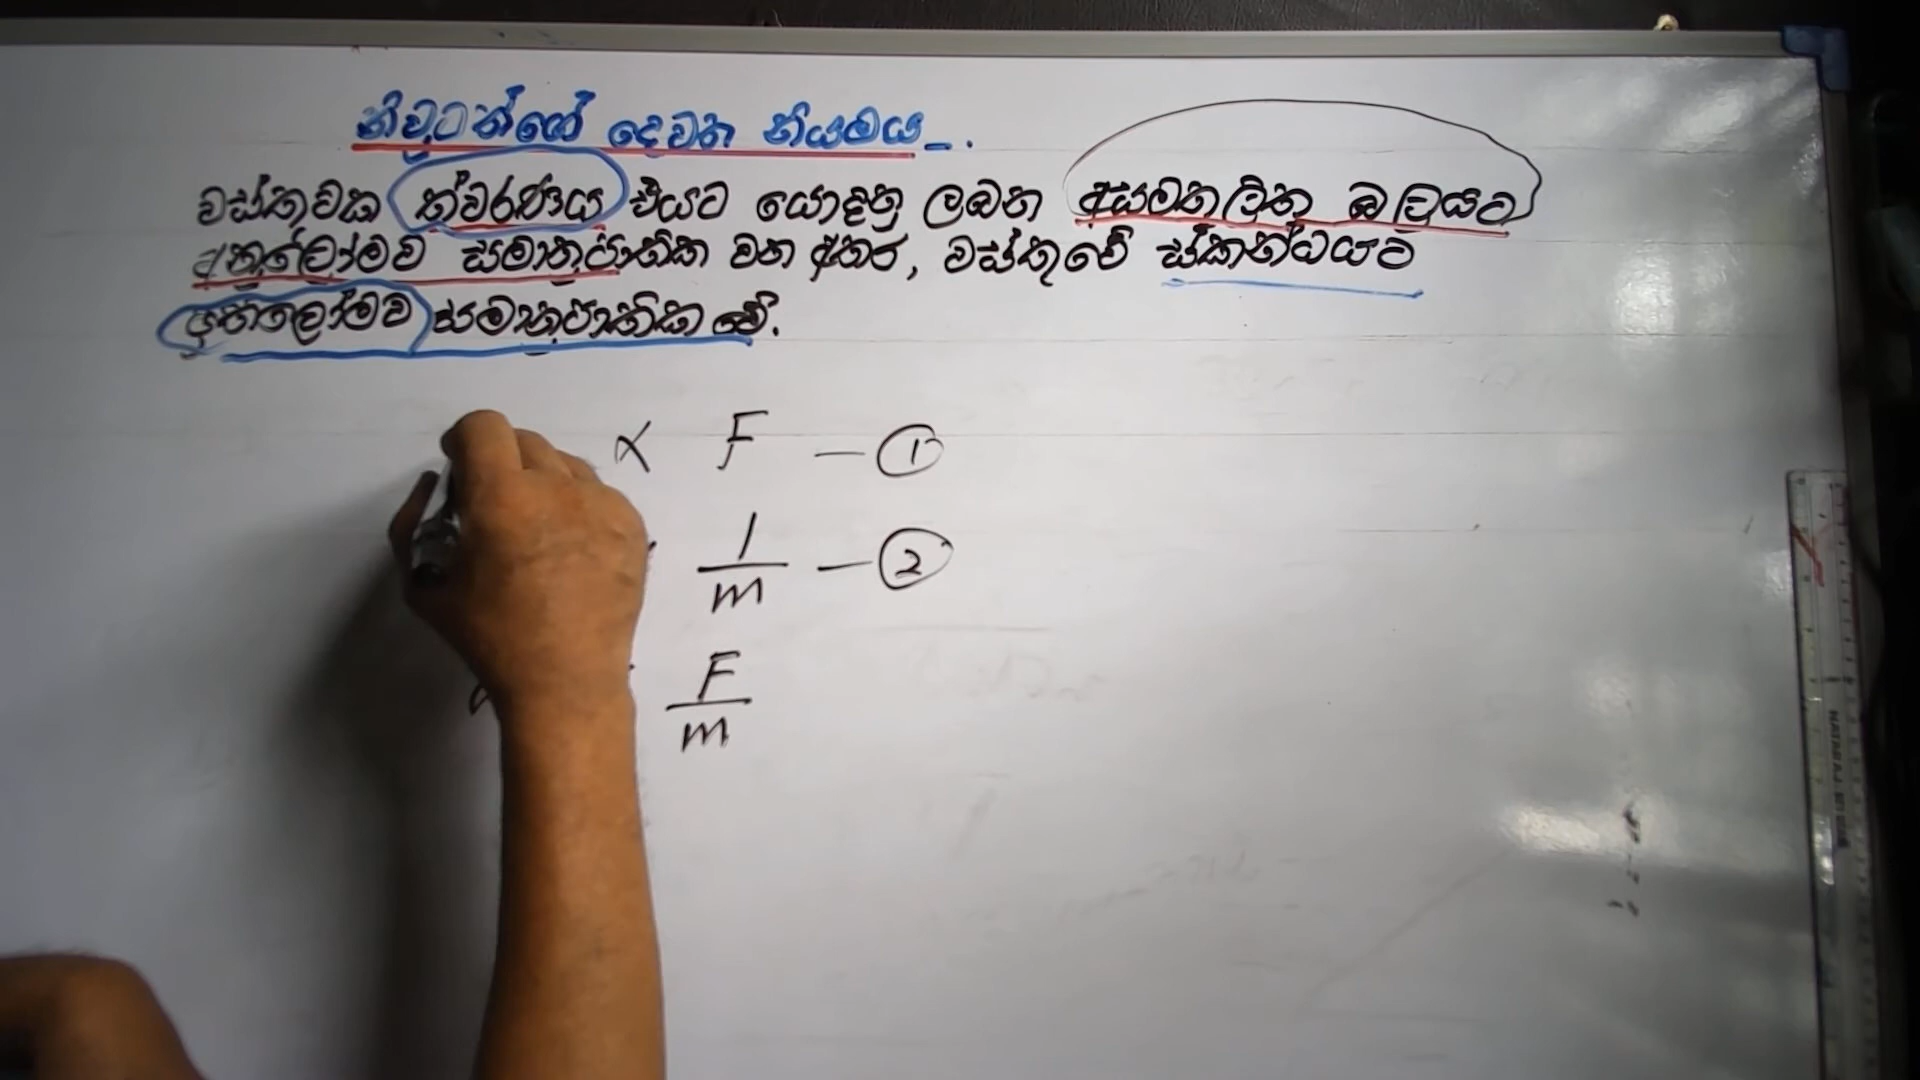 නිවුටන්ගේ දෙවන නියමය_.
වස්තුවක ත්වරණය එයට යොදනු ලබන අසමතුලිත බලයට
අනුලෝමව සමානුපාතික වන අතර, වස්තුවේ ස්කන්ධයට
ප්‍රතිලෝමව සමානුපාතික වේ.
∝ F — ①
1/m — ②
F/m